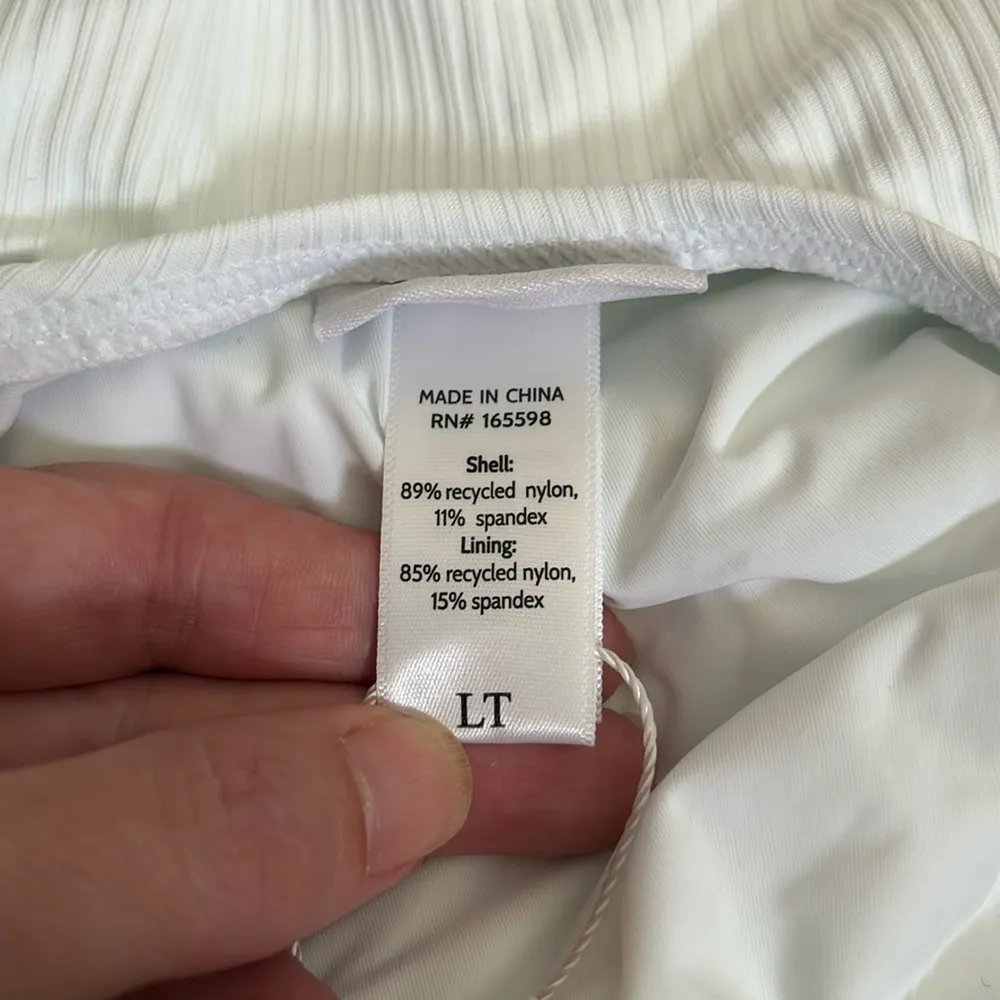 MADE IN CHINA
RN# 165598
Shell:
89% recycled nylon,
11% spandex
Lining:
85% recycled nylon,
15% spandex
LT